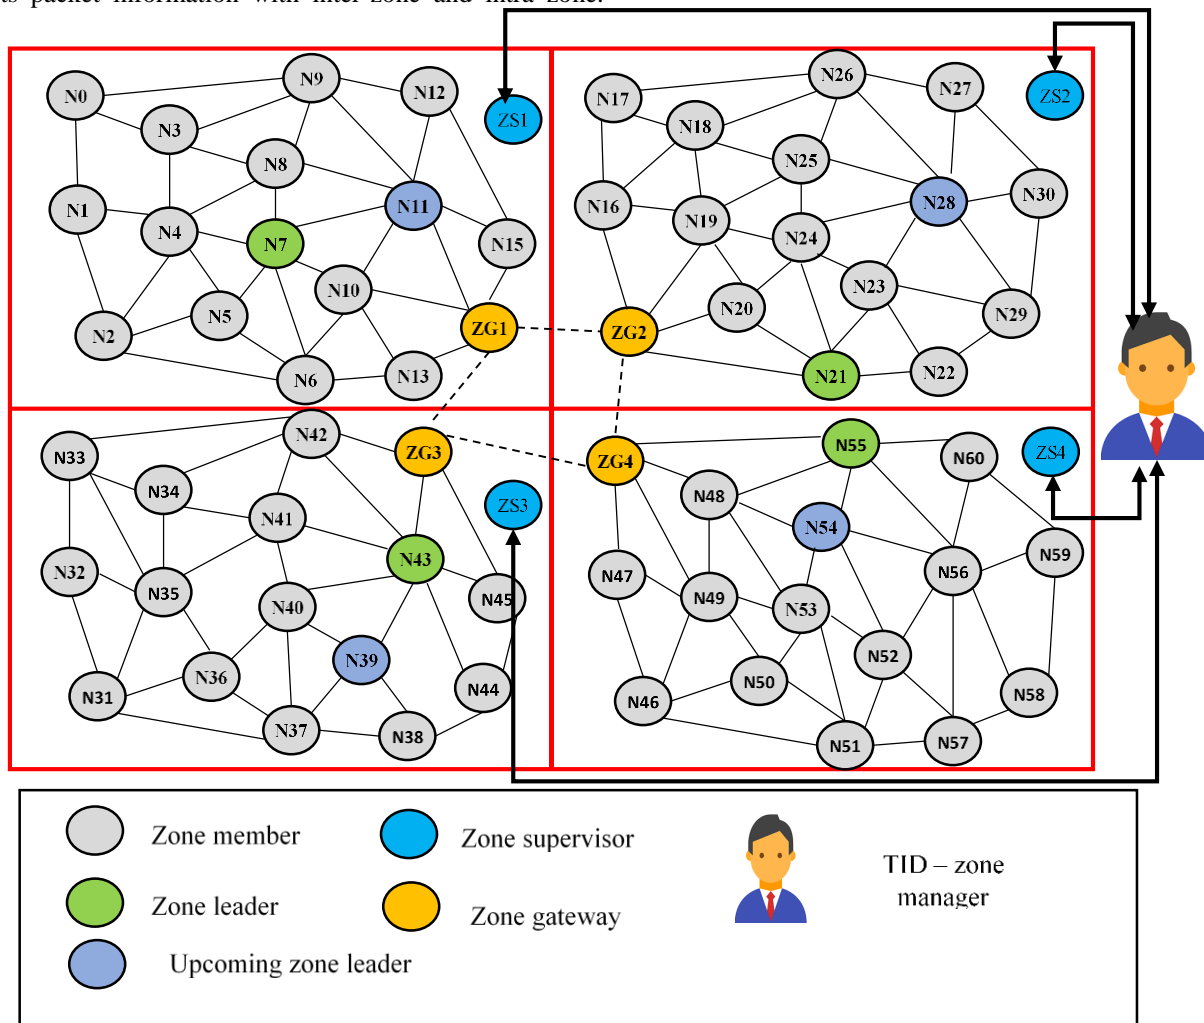 ts packet information with inter-zone and intra-zone.
N0
N9
N12
ZS1
N3
N8
N1
N4
N7
N11
N15
N10
N5
N2
ZG1
N6
N13
N17
N26
N27
ZS2
N18
N25
N16
N19
N24
N28
N30
N23
N20
N29
ZG2
N21
N22
N33
N42
ZG3
N34
N41
ZS3
N32
N35
N43
N45
N40
N39
N36
N31
N44
N37
N38
ZG4
N55
N60
ZS4
N48
N54
N47
N49
N53
N56
N59
N52
N50
N46
N58
N51
N57
Zone member
Zone supervisor
TID – zone
manager
Zone leader
Zone gateway
Upcoming zone leader